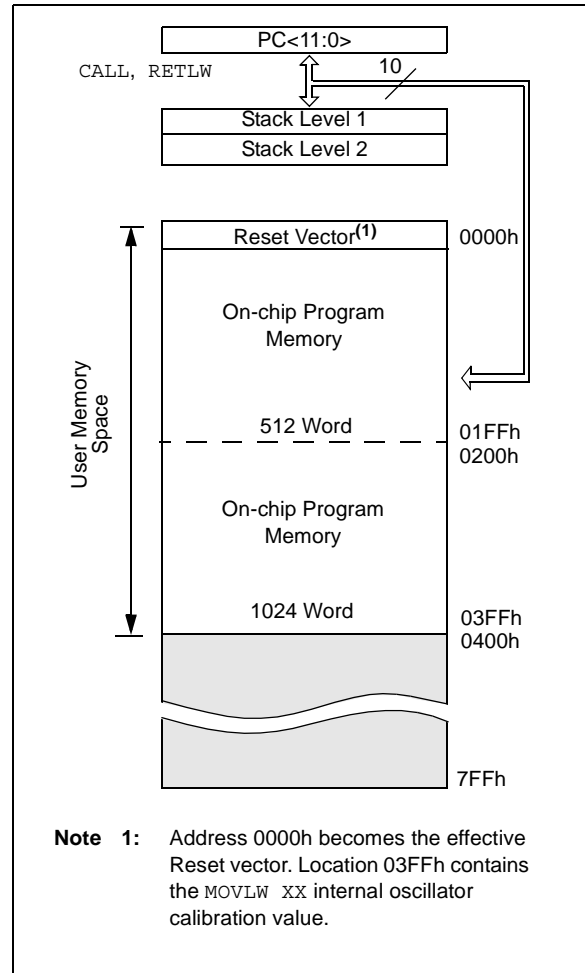 PC<11:0>
CALL, RETLW
10
Stack Level 1
Stack Level 2
Reset Vector(1)
0000h
On-chip Program
Memory
User Memory
Space
512 Word
01FFh
0200h
On-chip Program
Memory
1024 Word
03FFh
0400h
7FFh
Note 1: Address 0000h becomes the effective
Reset vector. Location 03FFh contains
the MOVLW XX internal oscillator
calibration value.